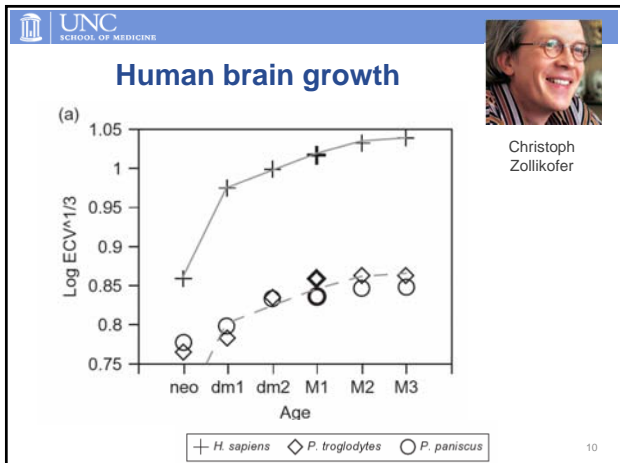 UNC
SCHOOL OF MEDICINE
Human brain growth
Christoph
Zollikofer
(a)
Log ECV^1/3
1.05
1
0.95
0.9
0.85
0.8
0.75
neo dm1 dm2 M1 M2 M3
Age
H. sapiens P. troglodytes P. paniscus
10